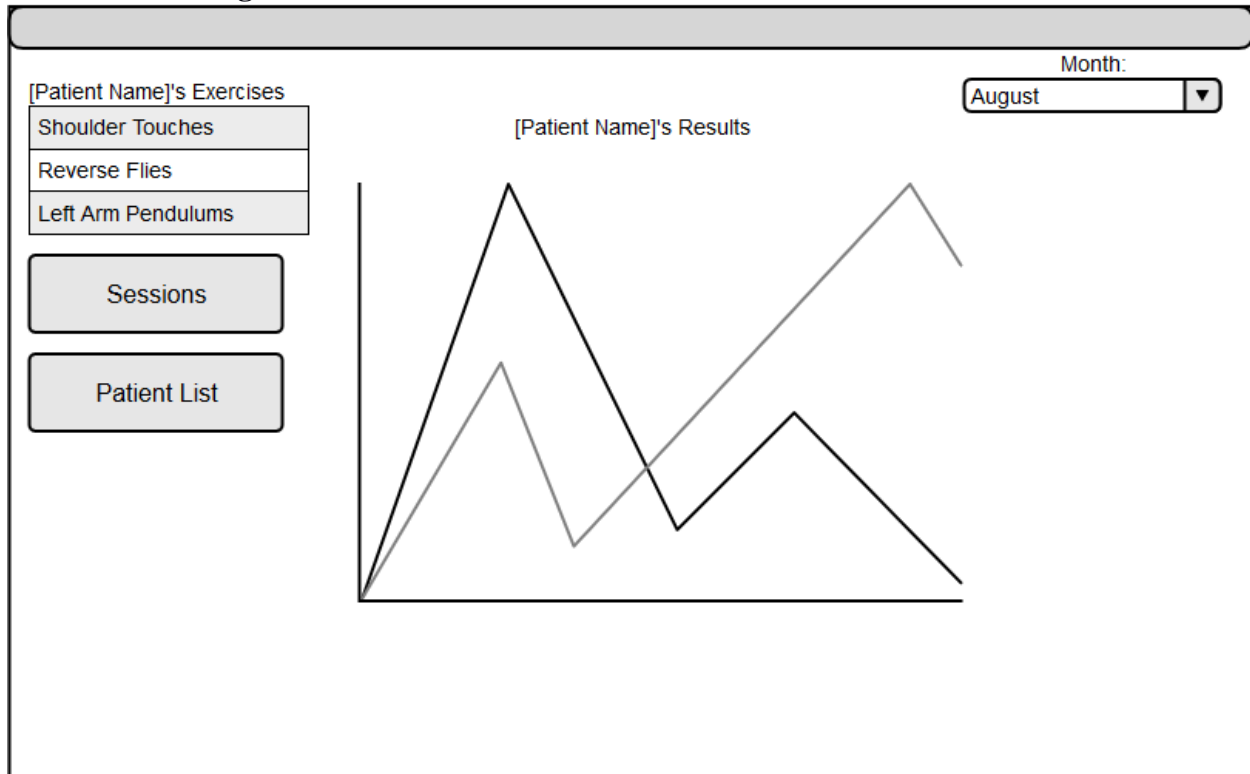 Month:
August
[Patient Name]'s Exercises
Shoulder Touches
Reverse Flies
Left Arm Pendulums
[Patient Name]'s Results
Sessions
Patient List